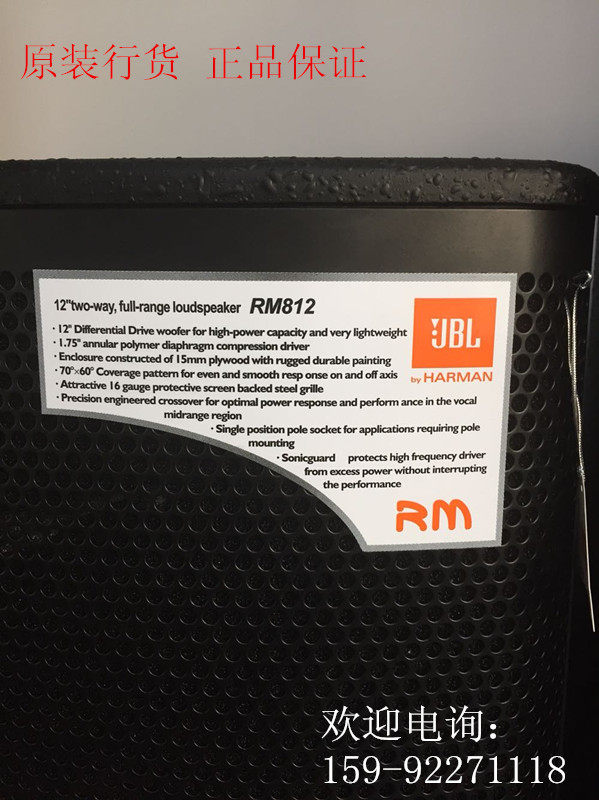 原装行货 正品保证
12"two-way, full-range loudspeaker RM812
· 12" Differential Drive woofer for high-power capacity and very lightweight
· 1.75" annular polymer diaphragm compression driver
· Enclosure constructed of 15mm plywood with rugged durable painting
· 70°×60° Coverage pattern for even and smooth resp onse on and off axis
· Attractive 16 gauge protective screen backed steel grille
· Precision engineered crossover for optimal power response and perform ance in the vocal
midrange region
· Single position pole socket for applications requiring pole
mounting
· Sonicguard protects high frequency driver
from excess power without interrupting
the performance
JBL
by HARMAN
RM
欢迎电询:
159-92271118